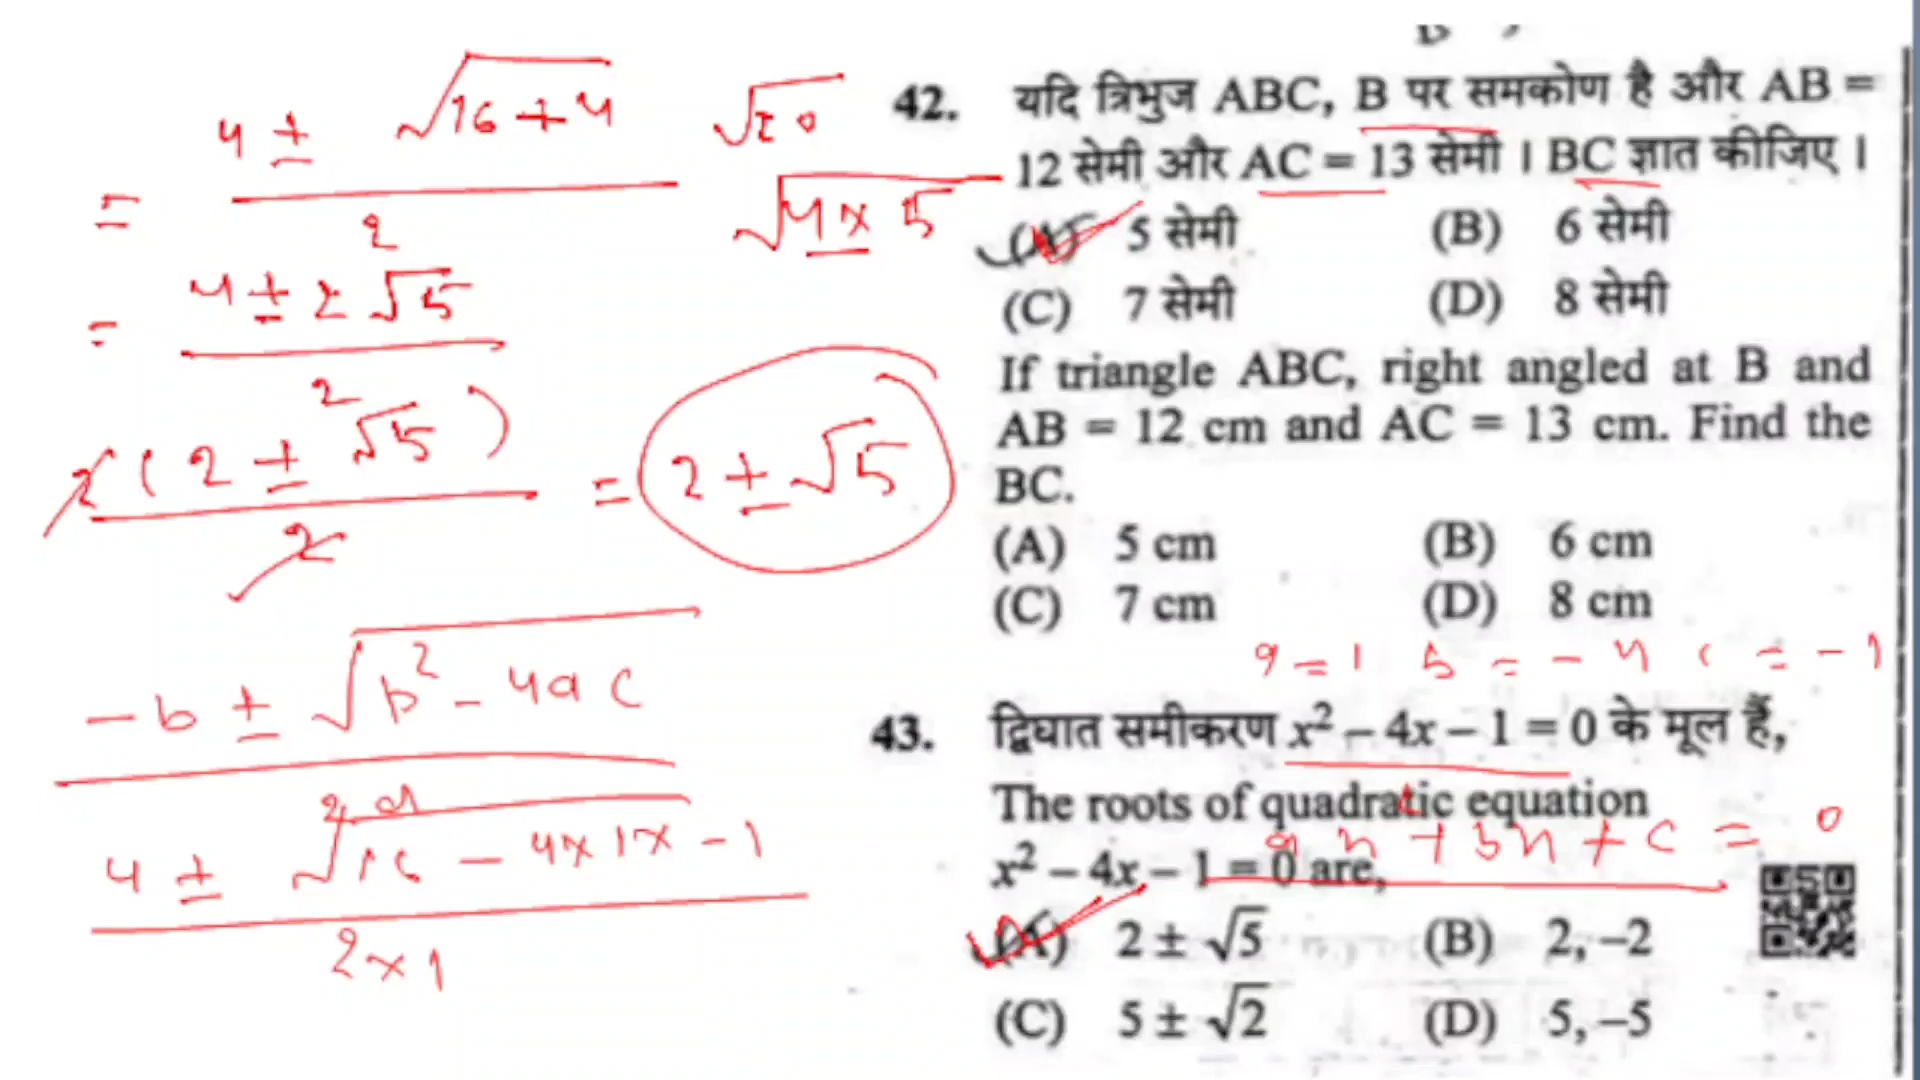 = 4 ± √16 + 4 / 2
√20
√4 × 5
= 4 ± 2√5 / 2
2(2 ± √5) / 2 = 2 ± √5
-b ± √b² - 4ac / 2a
4 ± √16 - 4×1×-1 / 2×1
42. यदि त्रिभुज ABC, B पर समकोण है और AB =
12 सेमी और AC = 13 सेमी । BC ज्ञात कीजिए ।
(A) 5 सेमी (B) 6 सेमी
(C) 7 सेमी (D) 8 सेमी
If triangle ABC, right angled at B and
AB = 12 cm and AC = 13 cm. Find the
BC.
(A) 5 cm (B) 6 cm
(C) 7 cm (D) 8 cm
a = 1 b = -4 c = -1
43. द्विघात समीकरण x² – 4x – 1 = 0 के मूल हैं,
The roots of quadratic equation
ax² + bx + c = 0
x² – 4x – 1 = 0 are,
(A) 2 ± √5 (B) 2, –2
(C) 5 ± √2 (D) 5, –5